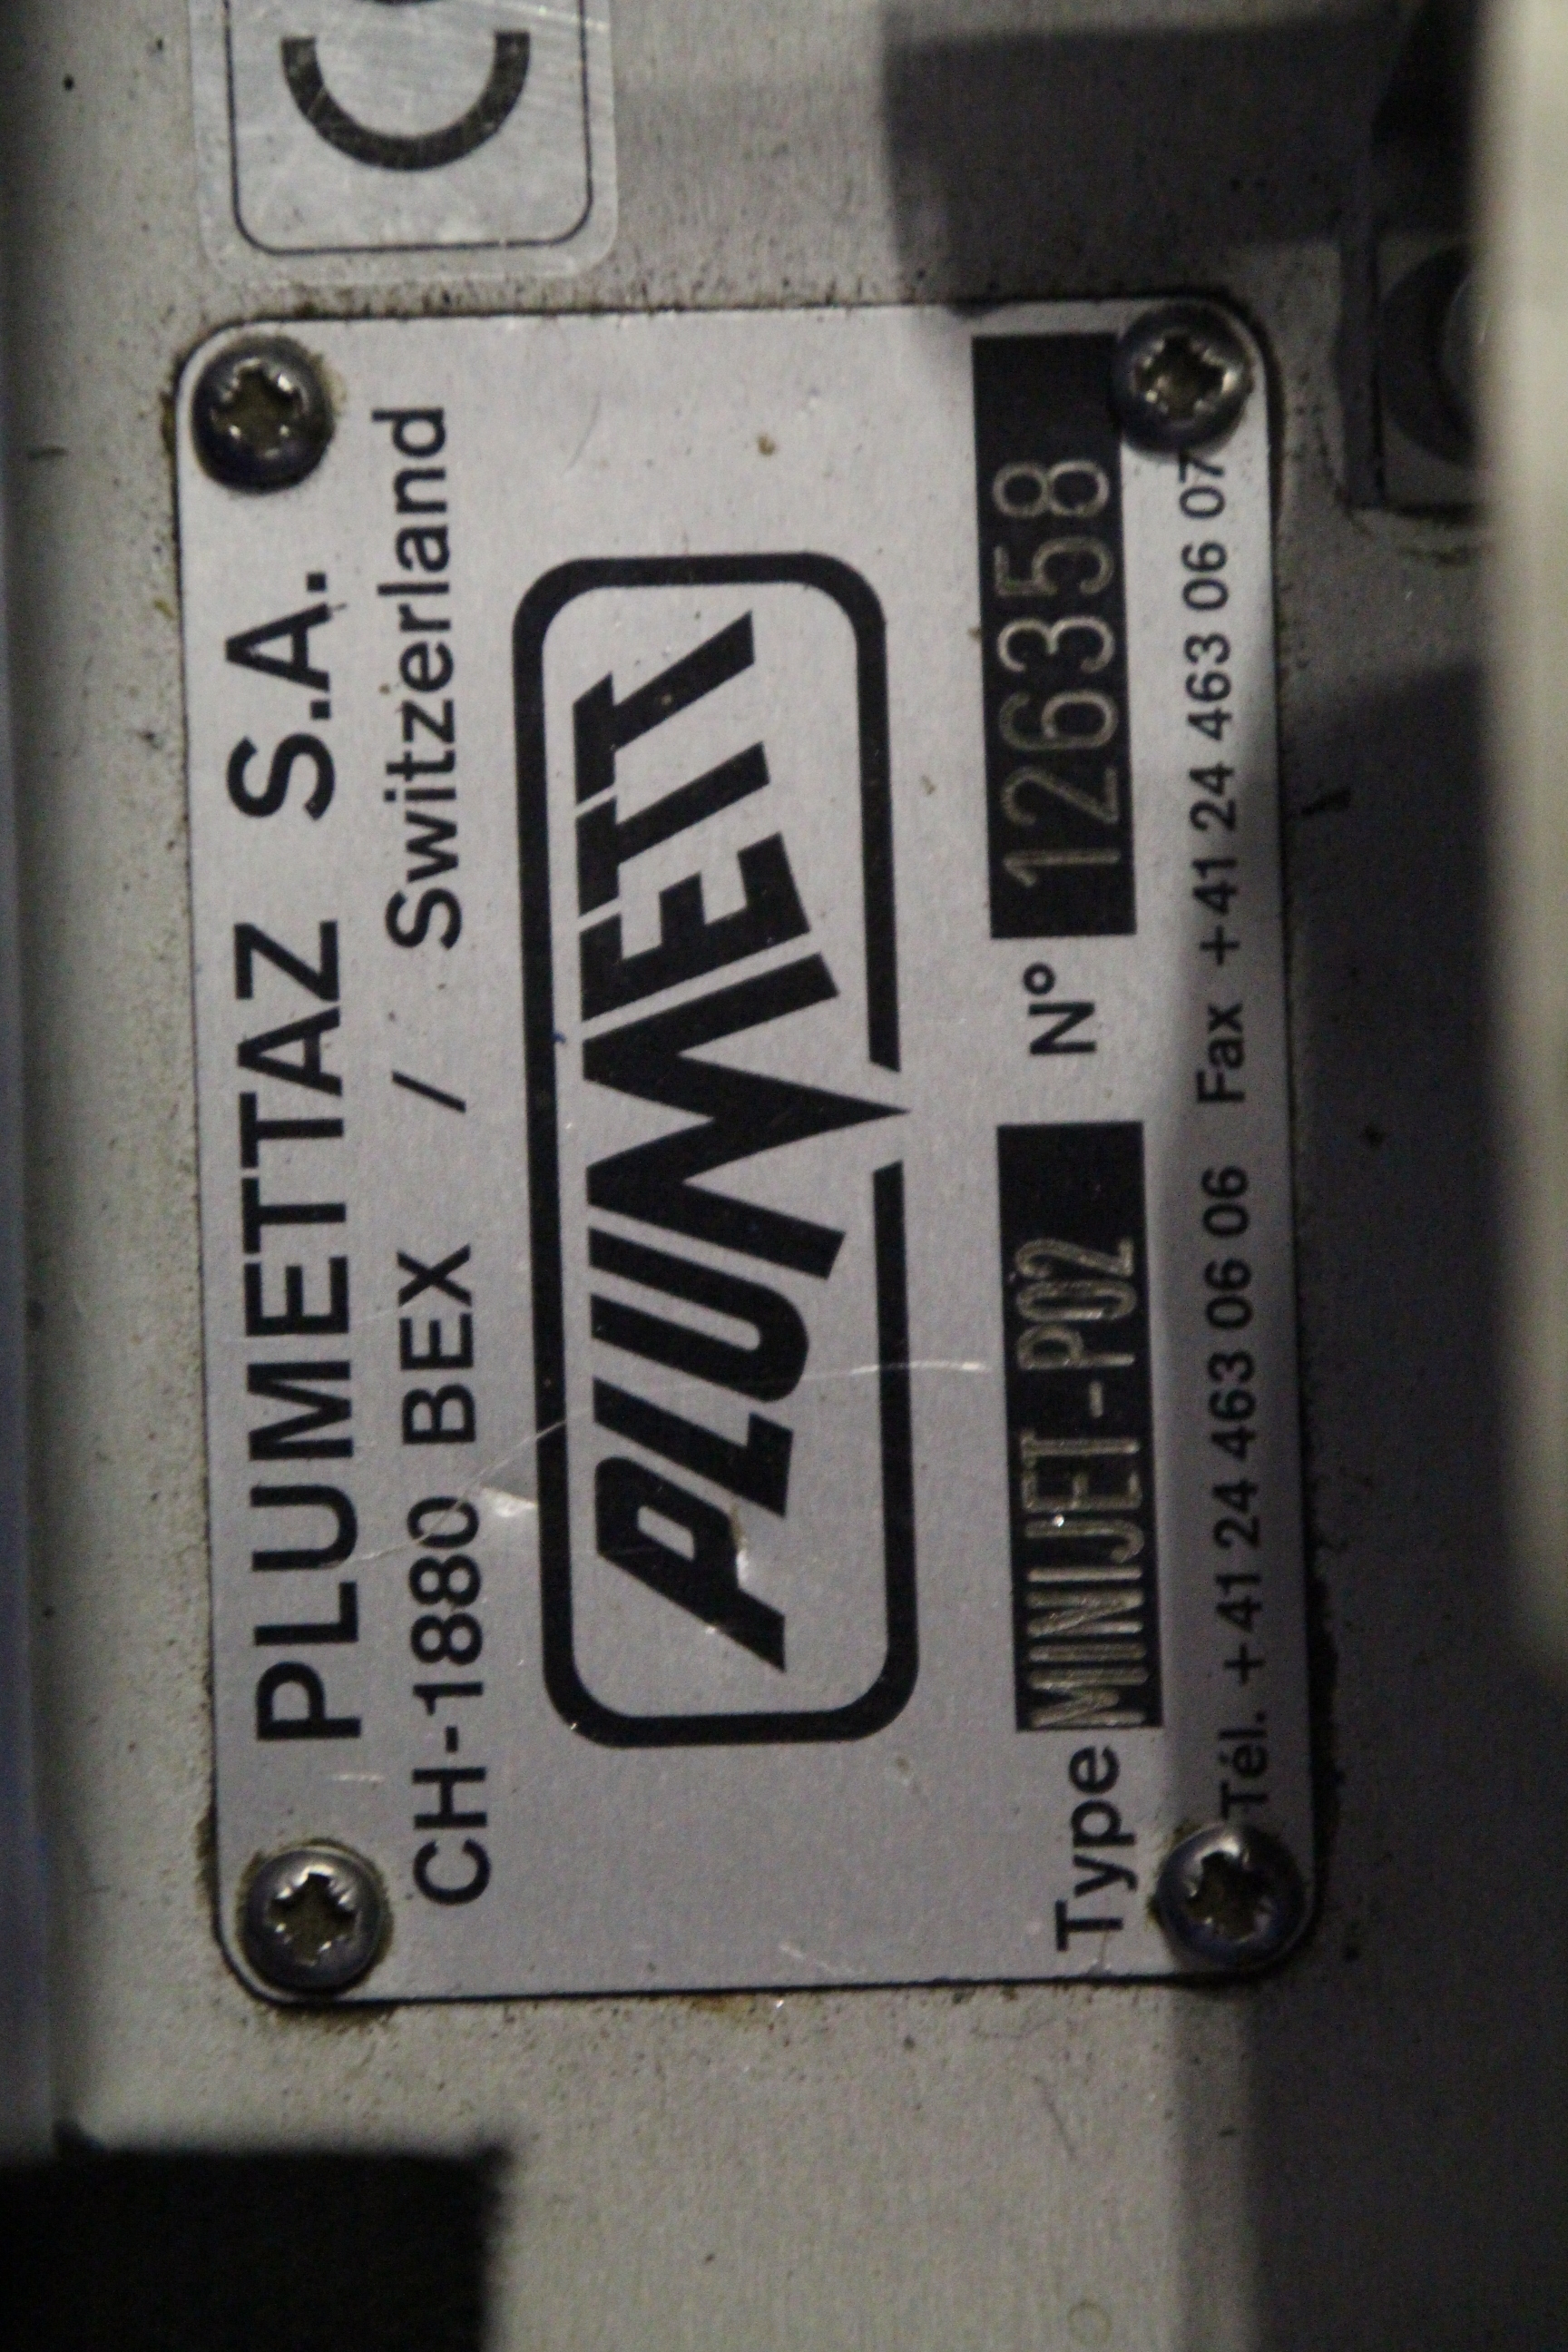 PLUMETTAZ S.A.
CH-1880 BEX / Switzerland
PLUMETT
Type MINIJET-P02 N° 126358
Tél. +41 24 463 06 06 Fax +41 24 463 06 07